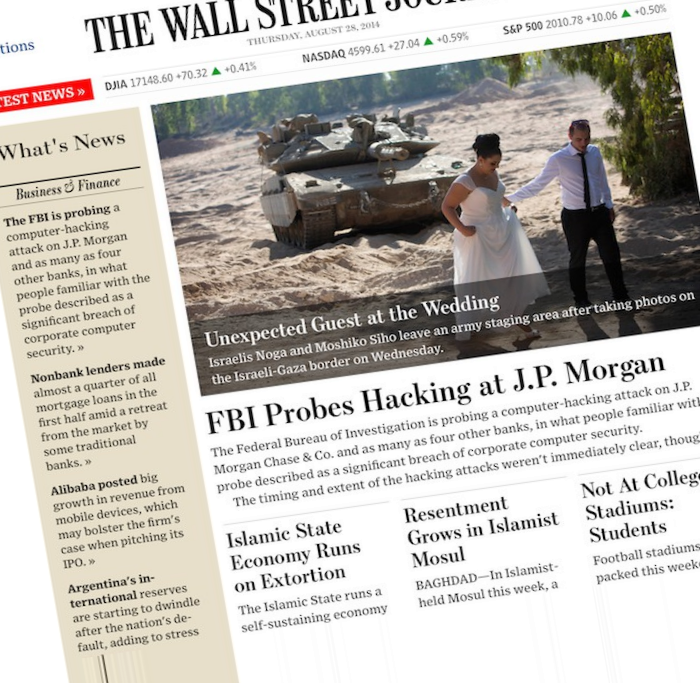 tions
THE WALL STREET JOUR
THURSDAY, AUGUST 28, 2014
DJIA 17148.60 +70.32 ▲ +0.41%
NASDAQ 4599.61 +27.04 ▲ +0.59%
S&P 500 2010.78 +10.06 ▲ +0.50%
TEST NEWS »
What's News
Business & Finance
The FBI is probing a
computer-hacking
attack on J.P. Morgan
and as many as four
other banks, in what
people familiar with the
probe described as a
significant breach of
corporate computer
security. »
Nonbank lenders made
almost a quarter of all
mortgage loans in the
first half amid a retreat
from the market by
some traditional
banks. »
Alibaba posted big
growth in revenue from
mobile devices, which
may bolster the firm's
case when pitching its
IPO. »
Argentina's in-
ternational reserves
are starting to dwindle
after the nation's de-
fault, adding to stress
Unexpected Guest at the Wedding
Israelis Noga and Moshiko Siho leave an army staging area after taking photos on
the Israeli-Gaza border on Wednesday.
FBI Probes Hacking at J.P. Morgan
The Federal Bureau of Investigation is probing a computer-hacking attack on J.P.
Morgan Chase & Co. and as many as four other banks, in what people familiar with
probe described as a significant breach of corporate computer security.
The timing and extent of the hacking attacks weren't immediately clear, thoug
Islamic State
Economy Runs
on Extortion
The Islamic State runs a
self-sustaining economy
Resentment
Grows in Islamist
Mosul
BAGHDAD—In Islamist-
held Mosul this week, a
Not At College
Stadiums:
Students
Football stadiums
packed this week